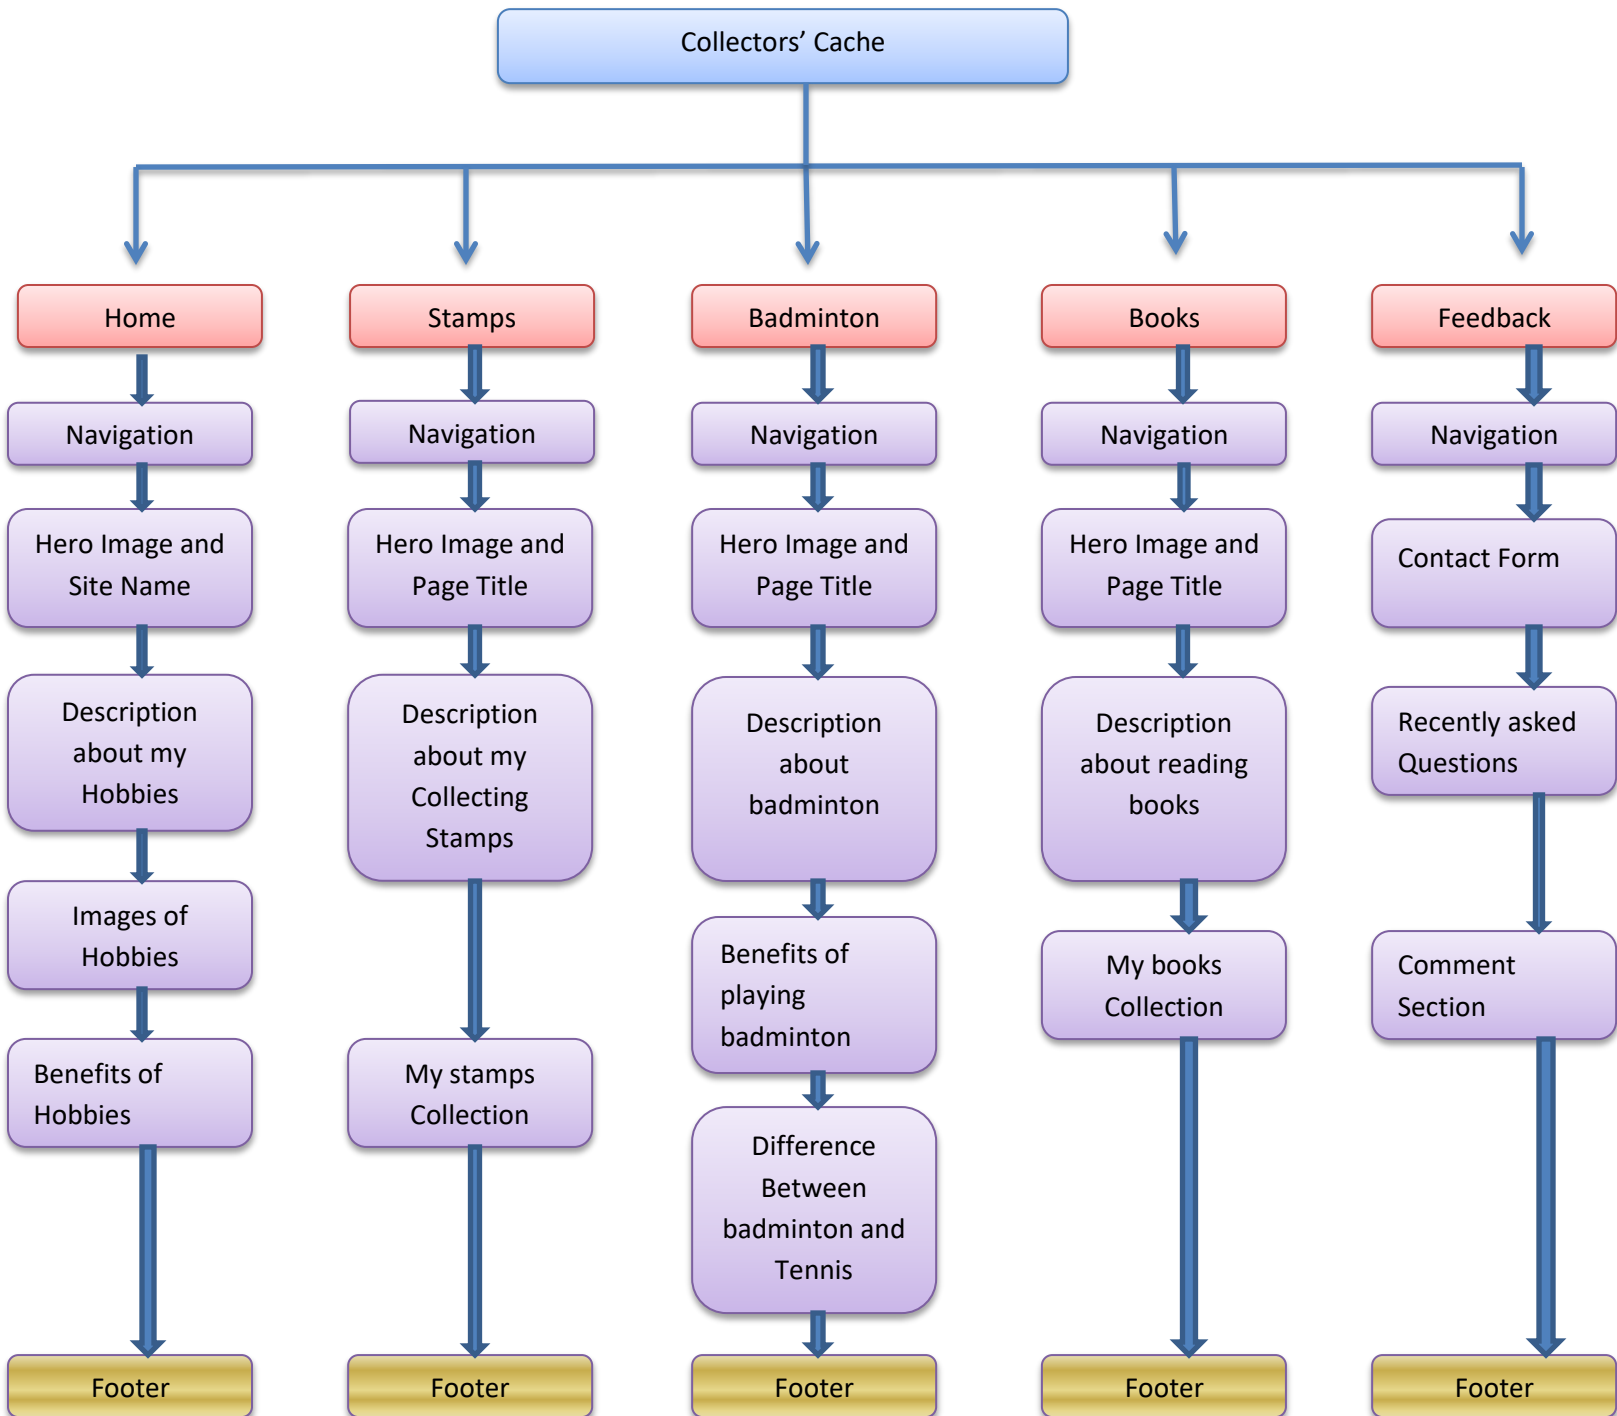 Collectors’ Cache
Home
Navigation
Hero Image and
Site Name
Description
about my
Hobbies
Images of
Hobbies
Benefits of
Hobbies
Footer
Stamps
Navigation
Hero Image and
Page Title
Description
about my
Collecting
Stamps
My stamps
Collection
Footer
Badminton
Navigation
Hero Image and
Page Title
Description
about
badminton
Benefits of
playing
badminton
Difference
Between
badminton and
Tennis
Footer
Books
Navigation
Hero Image and
Page Title
Description
about reading
books
My books
Collection
Footer
Feedback
Navigation
Contact Form
Recently asked
Questions
Comment
Section
Footer